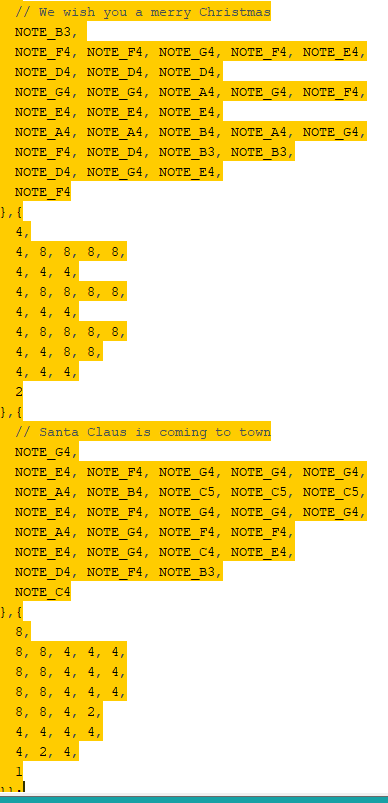 // We wish you a merry Christmas
NOTE_B3,
NOTE_F4, NOTE_F4, NOTE_G4, NOTE_F4, NOTE_E4,
NOTE_D4, NOTE_D4, NOTE_D4,
NOTE_G4, NOTE_G4, NOTE_A4, NOTE_G4, NOTE_F4,
NOTE_E4, NOTE_E4, NOTE_E4,
NOTE_A4, NOTE_A4, NOTE_B4, NOTE_A4, NOTE_G4,
NOTE_F4, NOTE_D4, NOTE_B3, NOTE_B3,
NOTE_D4, NOTE_G4, NOTE_E4,
NOTE_F4
},{
4,
4, 8, 8, 8, 8,
4, 4, 4,
4, 8, 8, 8, 8,
4, 4, 4,
4, 8, 8, 8, 8,
4, 4, 8, 8,
4, 4, 4,
2
},{
// Santa Claus is coming to town
NOTE_G4,
NOTE_E4, NOTE_F4, NOTE_G4, NOTE_G4, NOTE_G4,
NOTE_A4, NOTE_B4, NOTE_C5, NOTE_C5, NOTE_C5,
NOTE_E4, NOTE_F4, NOTE_G4, NOTE_G4, NOTE_G4,
NOTE_A4, NOTE_G4, NOTE_F4, NOTE_F4,
NOTE_E4, NOTE_G4, NOTE_C4, NOTE_E4,
NOTE_D4, NOTE_F4, NOTE_B3,
NOTE_C4
},{
8,
8, 8, 4, 4, 4,
8, 8, 4, 4, 4,
8, 8, 4, 4, 4,
8, 8, 4, 2,
4, 4, 4, 4,
4, 2, 4,
1